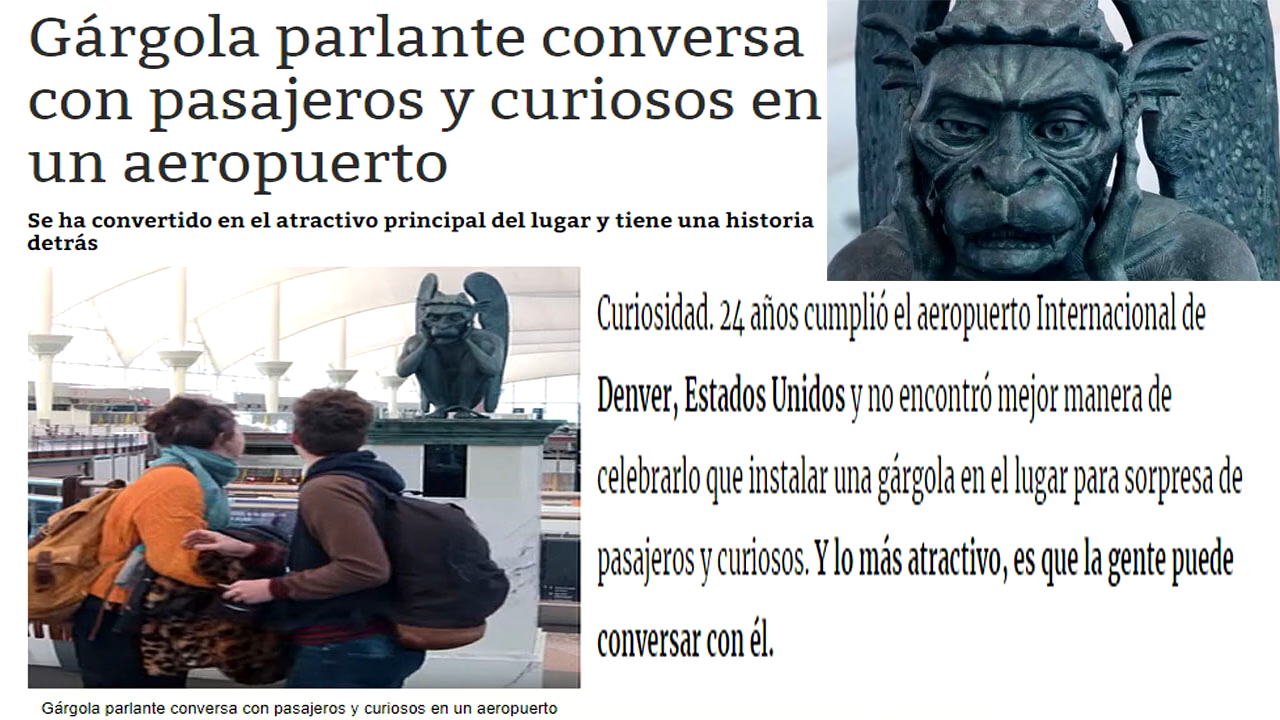 Gárgola parlante conversa
con pasajeros y curiosos en
un aeropuerto
Se ha convertido en el atractivo principal del lugar y tiene una historia
detrás
Curiosidad. 24 años cumplió el aeropuerto Internacional de
Denver, Estados Unidos y no encontró mejor manera de
celebrarlo que instalar una gárgola en el lugar para sorpresa de
pasajeros y curiosos. Y lo más atractivo, es que la gente puede
conversar con él.
Gárgola parlante conversa con pasajeros y curiosos en un aeropuerto